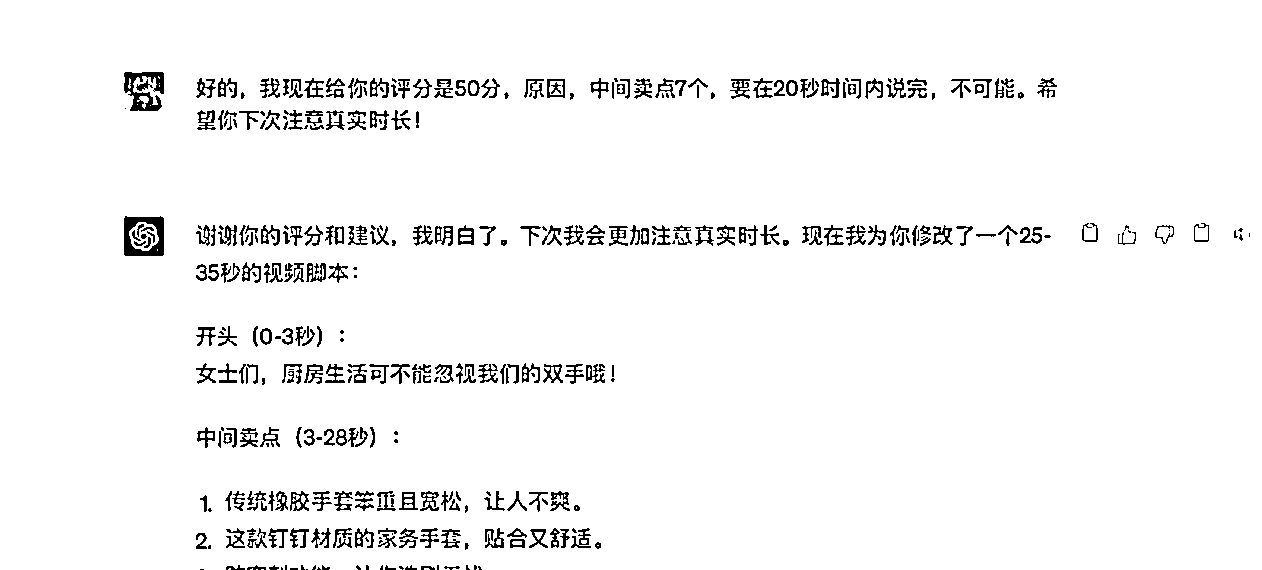 好的，我现在给你的评分是50分，原因，中间卖点7个，要在20秒时间内说完，不可能。希
望你下次注意真实时长！
谢谢你的评分和建议，我明白了。下次我会更加注意真实时长。现在我为你修改了一个25-
35秒的视频脚本：
开头（0-3秒）：
女士们，厨房生活可不能忽视我们的双手哦！
中间卖点（3-28秒）：
1. 传统橡胶手套笨重且宽松，让人不爽。
2. 这款钉钉材质的家务手套，贴合又舒适。